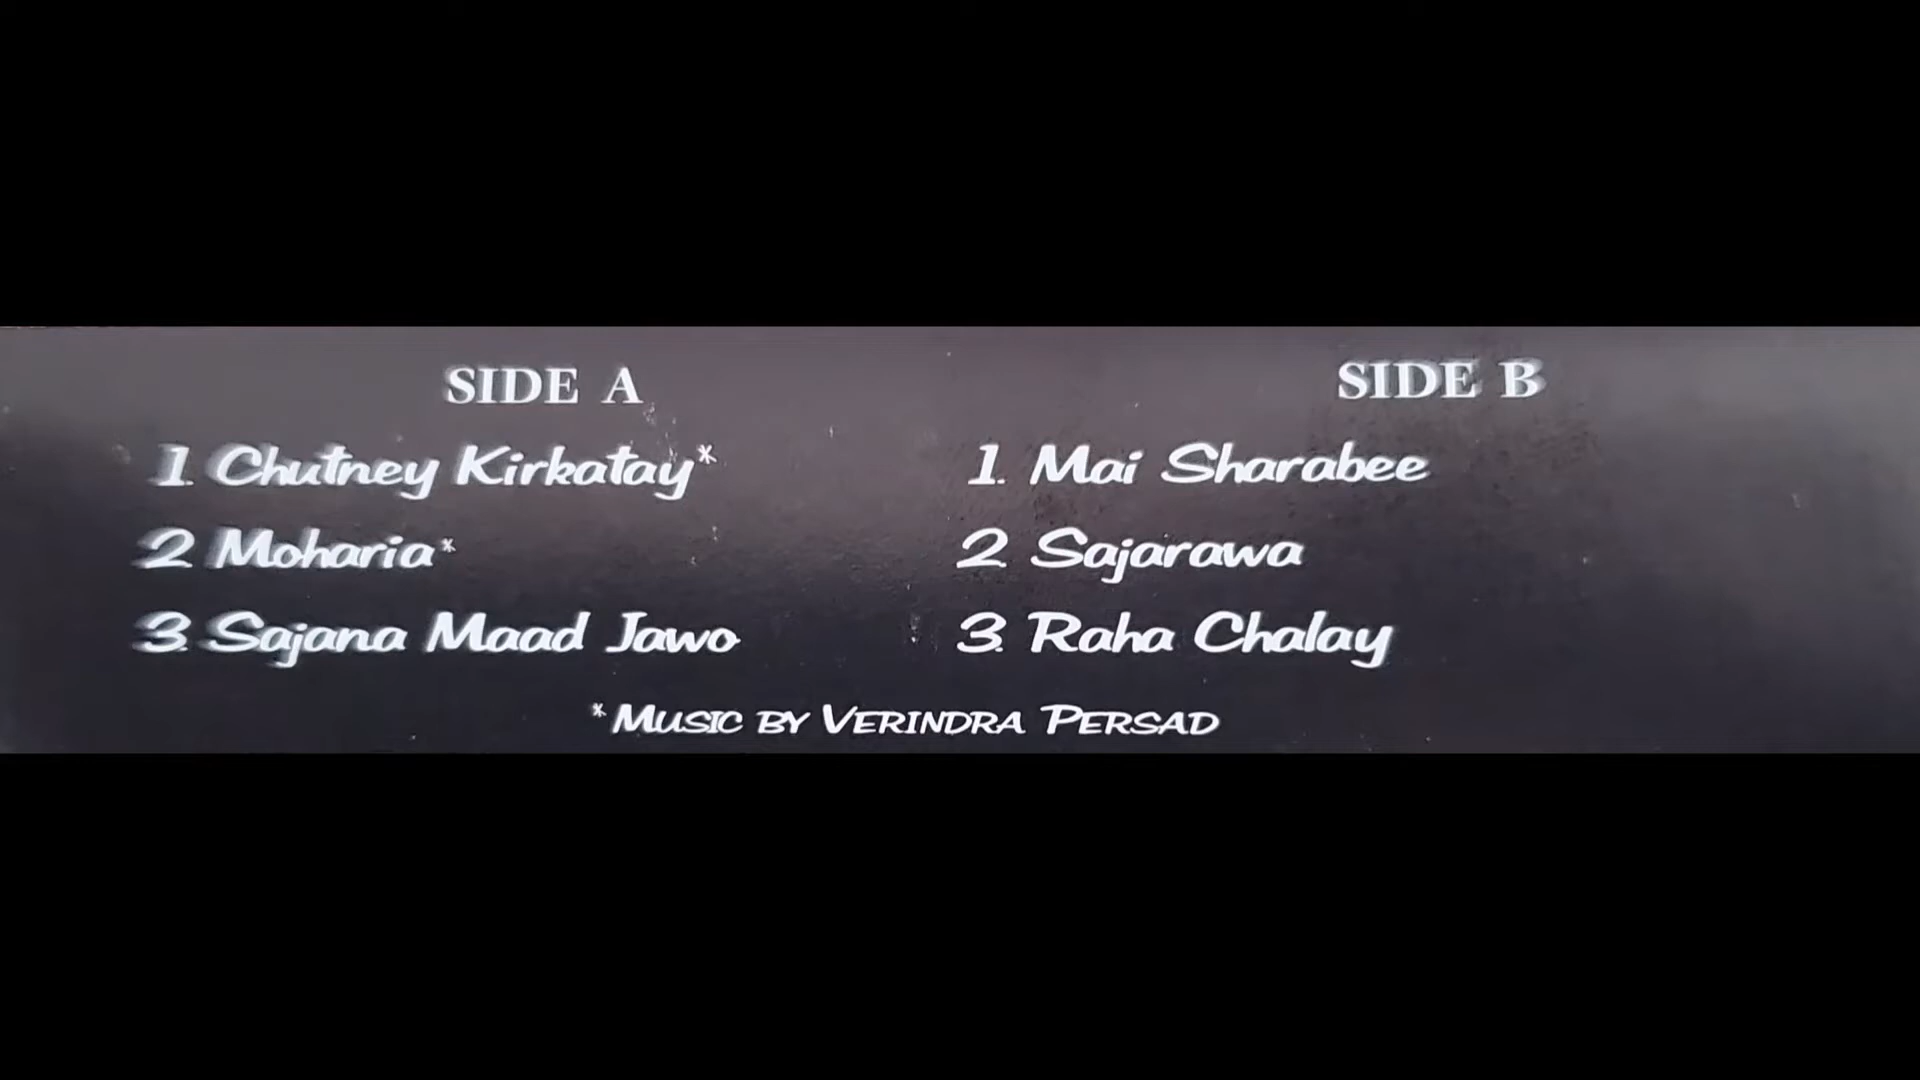 SIDE A
1. Chutney Kirkatay*
2. Moharia*
3. Sajana Maad Jawo
SIDE B
1. Mai Sharabee
2. Sajarawa
3. Raha Chalay
* MUSIC BY VERINDRA PERSAD